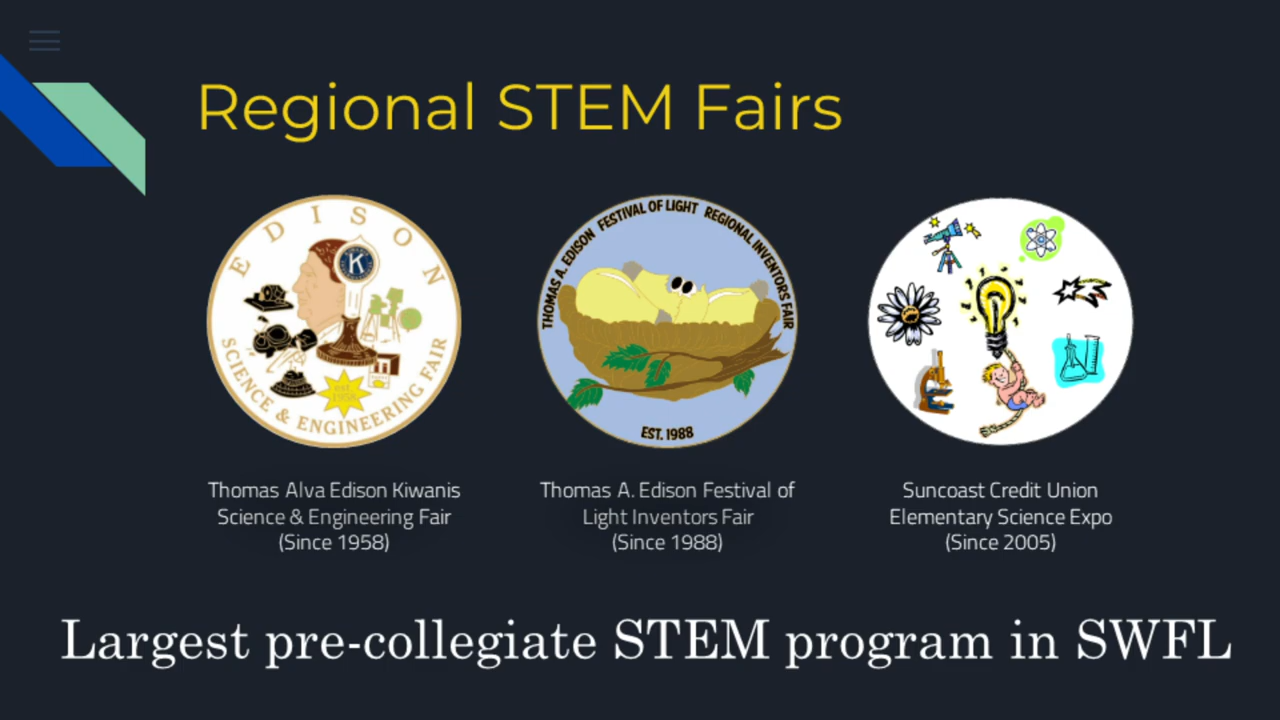 Regional STEM Fairs
EDISON
K
SCIENCE & ENGINEERING FAIR
est.
1958
THOMAS A. EDISON FESTIVAL OF LIGHT REGIONAL INVENTORS FAIR
EST. 1988
Thomas Alva Edison Kiwanis
Science & Engineering Fair
(Since 1958)
Thomas A. Edison Festival of
Light Inventors Fair
(Since 1988)
Suncoast Credit Union
Elementary Science Expo
(Since 2005)
Largest pre-collegiate STEM program in SWFL